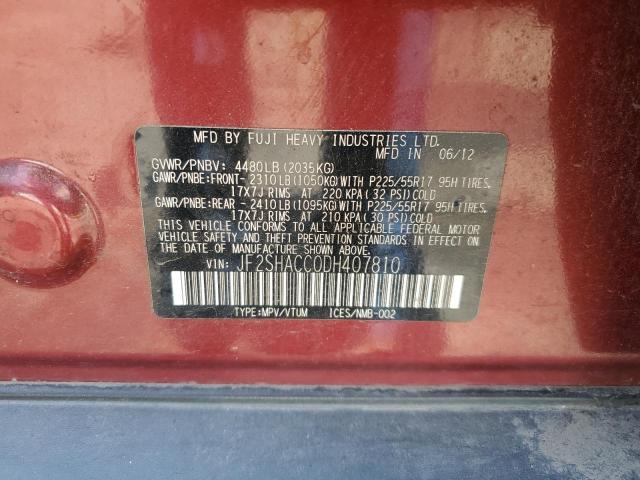 MFD BY FUJI HEAVY INDUSTRIES LTD.
MFD IN 06/12
GVWR/PNBV: 4480LB (2035KG)
GAWR/PNBE:FRONT- 2310LB(1050KG)WITH P225/55R17 95H TIRES.
17X7J RIMS AT 220 KPA (32 PSI)COLD
GAWR/PNBE:REAR - 2410LB(1095KG)WITH P225/55R17 95H TIRES.
17X7J RIMS AT 210 KPA (30 PSI)COLD
THIS VEHICLE CONFORMS TO ALL APPLICABLE FEDERAL MOTOR
VEHICLE SAFETY STANDARDS IN EFFECT ON THE DATE
OF MANUFACTURE SHOWN ABOVE.
VIN: JF2SHACC0DH407810
TYPE:MPV/VTUM ICES/NMB-002